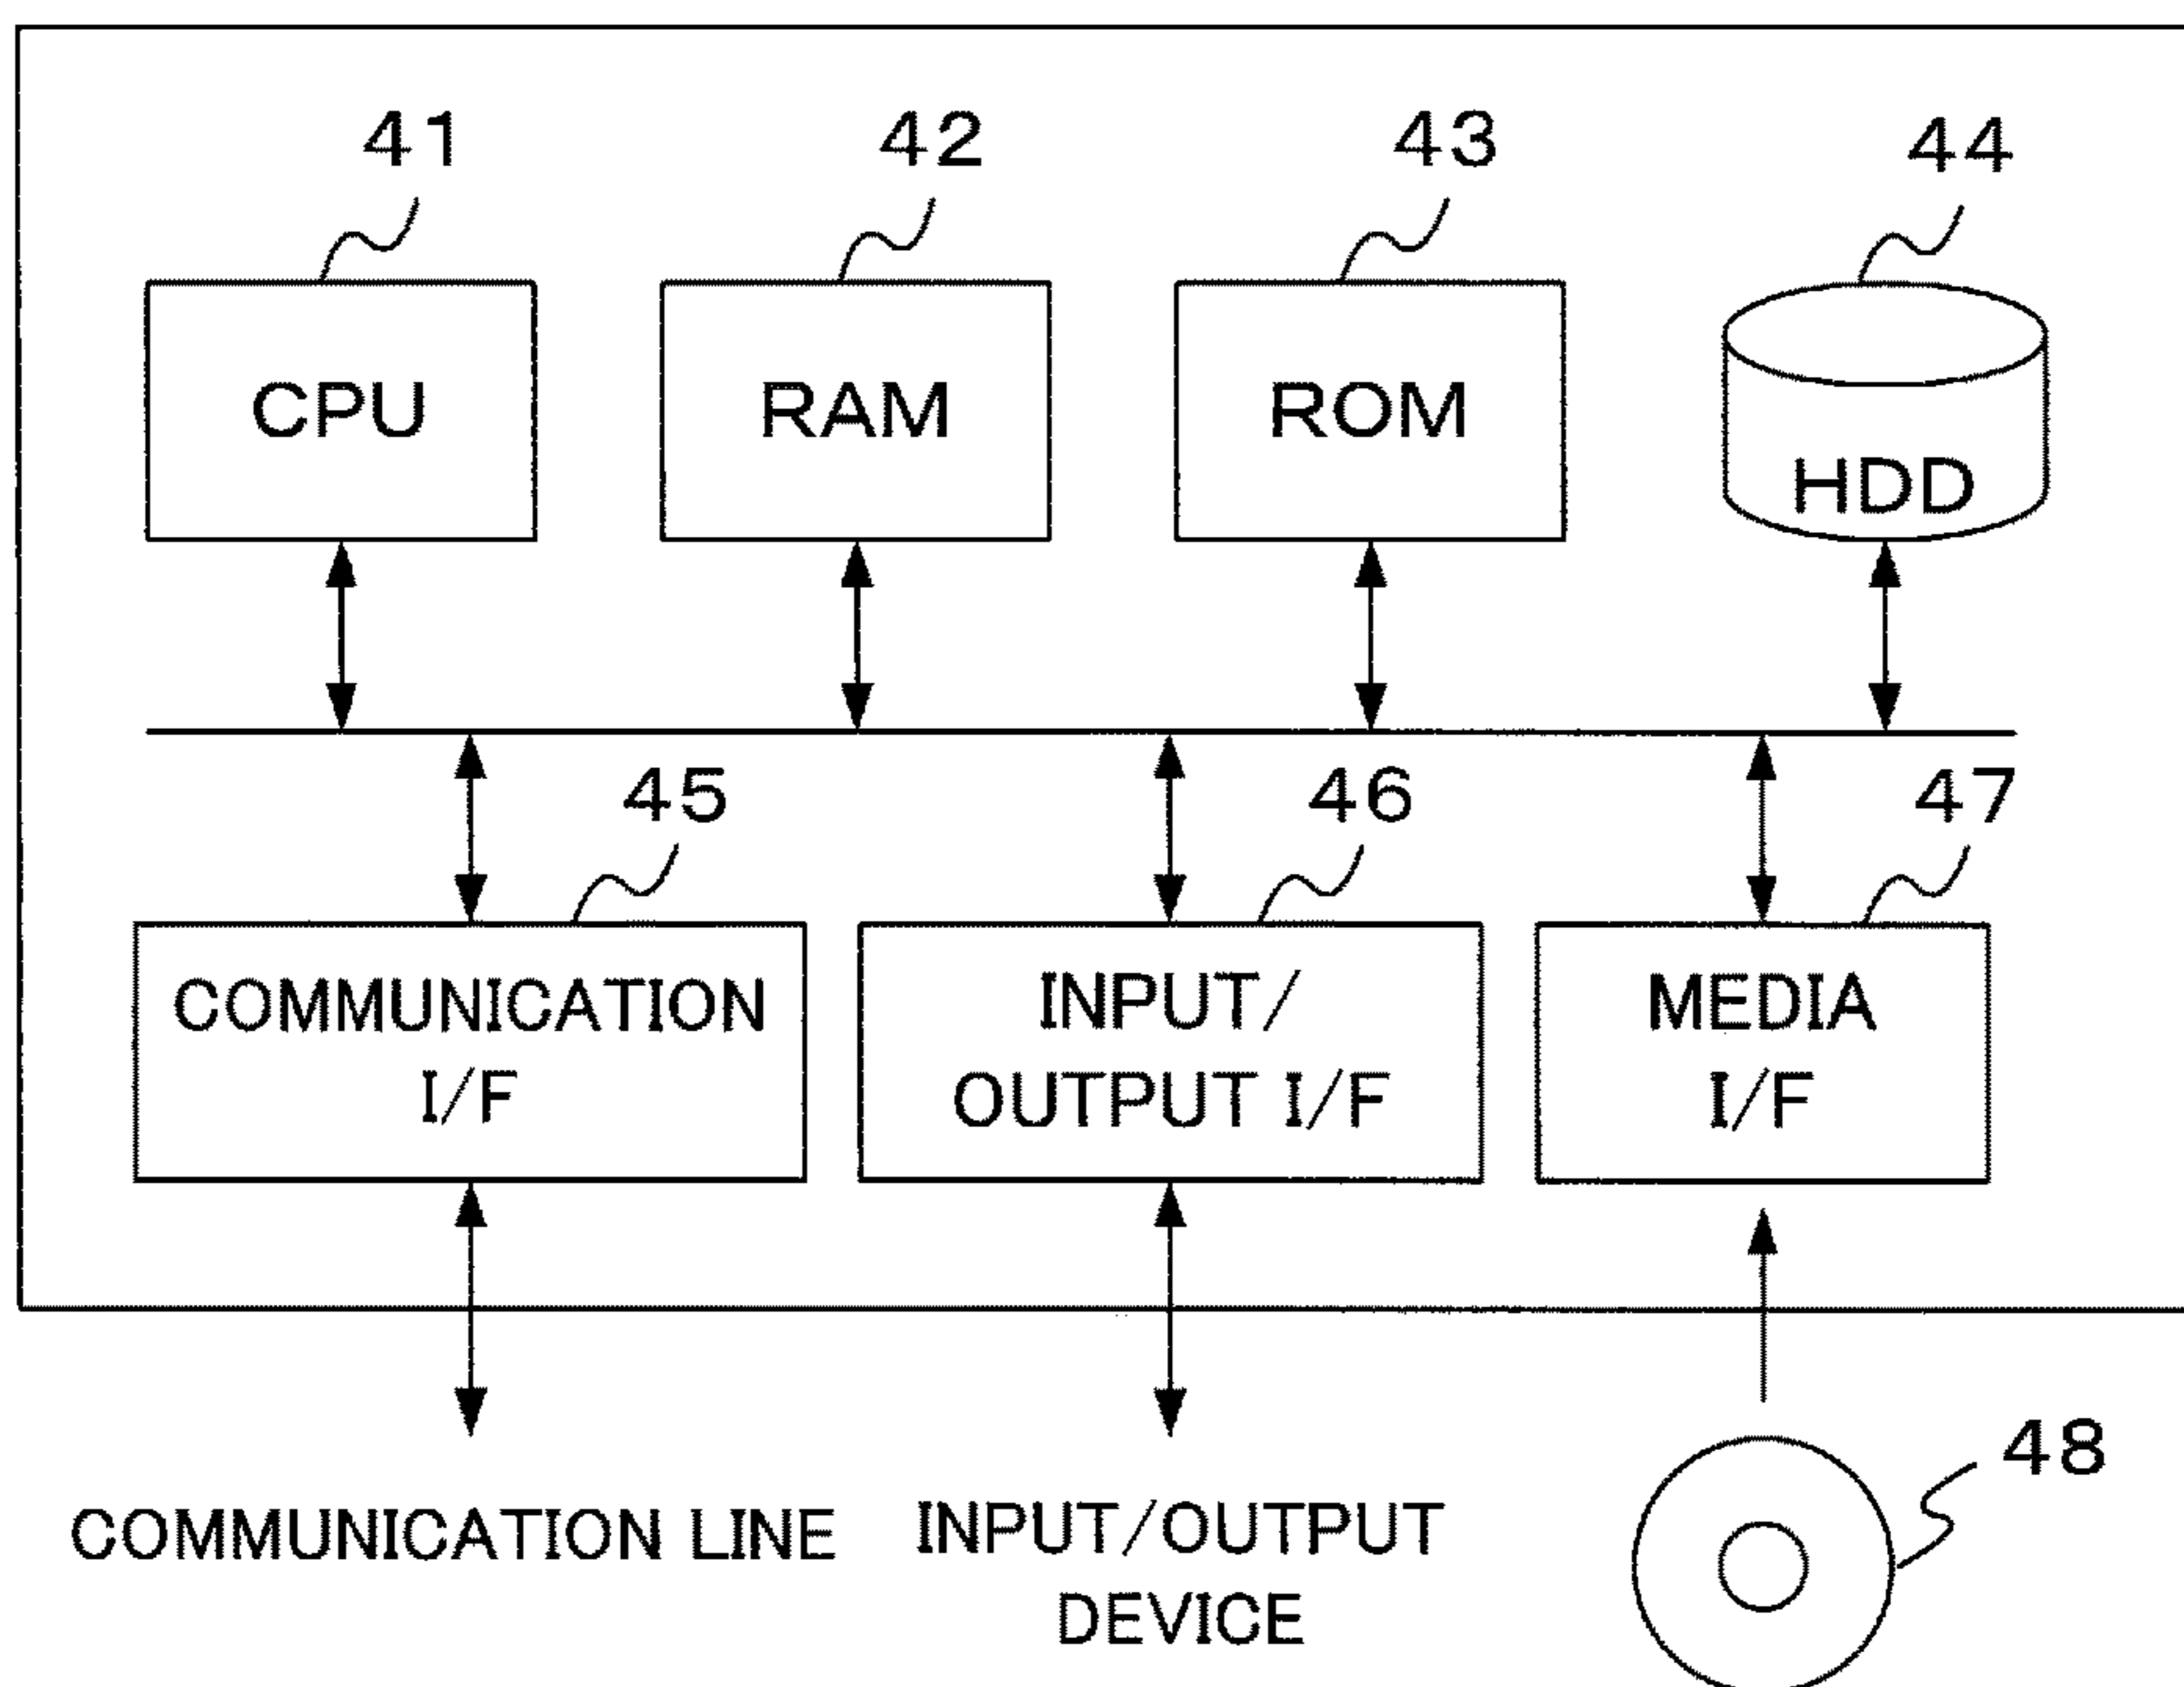 41
42
43
44
CPU
RAM
ROM
HDD
45
46
47
COMMUNICATION
I/F
INPUT/
OUTPUT I/F
MEDIA
I/F
48
COMMUNICATION LINE
INPUT/OUTPUT
DEVICE